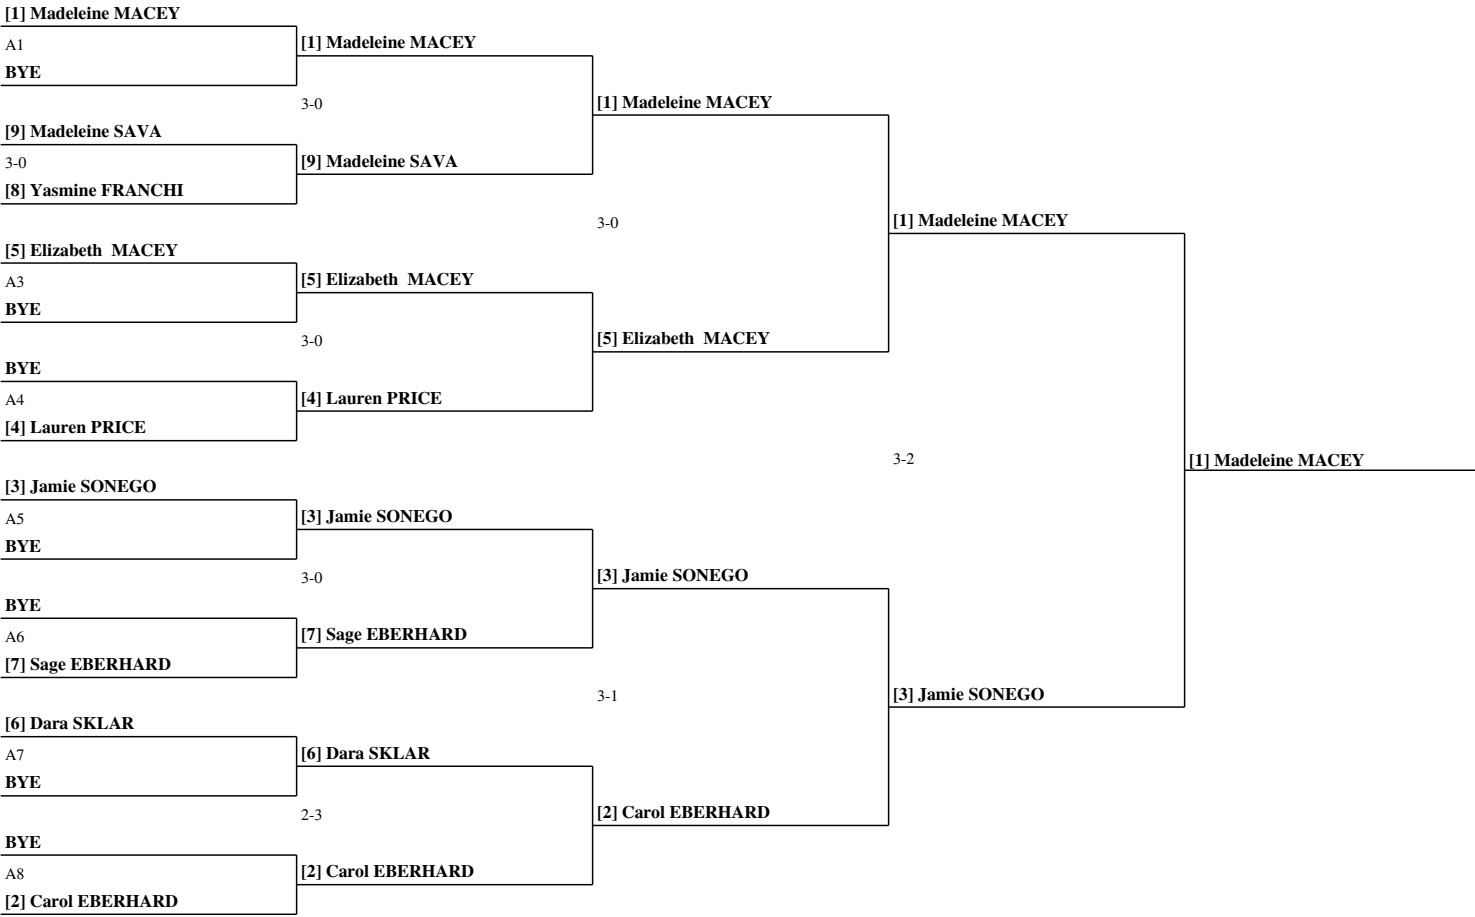 [1] Madeleine MACEY
A1
BYE
[9] Madeleine SAVA
3-0
[8] Yasmine FRANCHI
[5] Elizabeth  MACEY
A3
BYE
BYE
A4
[4] Lauren PRICE
[3] Jamie SONEGO
A5
BYE
BYE
A6
[7] Sage EBERHARD
[6] Dara SKLAR
A7
BYE
BYE
A8
[2] Carol EBERHARD
[1] Madeleine MACEY
3-0
[9] Madeleine SAVA
[5] Elizabeth  MACEY
3-0
[4] Lauren PRICE
[3] Jamie SONEGO
3-0
[7] Sage EBERHARD
[6] Dara SKLAR
2-3
[2] Carol EBERHARD
[1] Madeleine MACEY
3-0
[5] Elizabeth  MACEY
[3] Jamie SONEGO
3-1
[2] Carol EBERHARD
[1] Madeleine MACEY
3-2
[3] Jamie SONEGO
[1] Madeleine MACEY